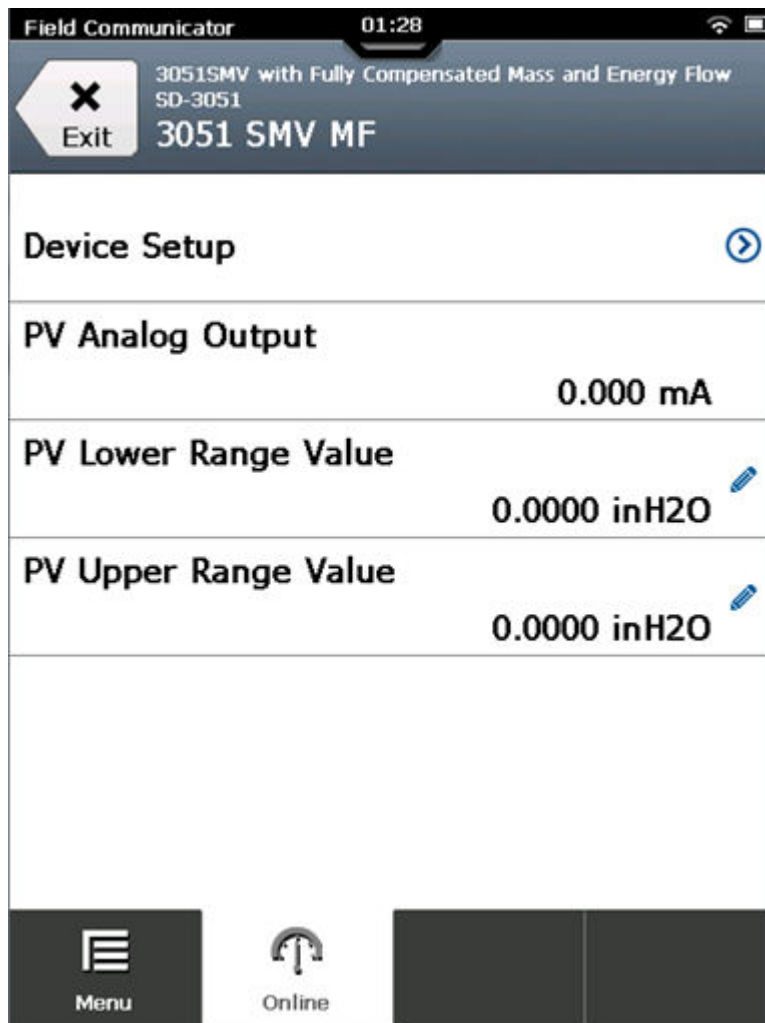 Field Communicator 01:28
3051SMV with Fully Compensated Mass and Energy Flow
SD-3051
3051 SMV MF
Exit
Device Setup
PV Analog Output
0.000 mA
PV Lower Range Value
0.0000 inH2O
PV Upper Range Value
0.0000 inH2O
Menu Online